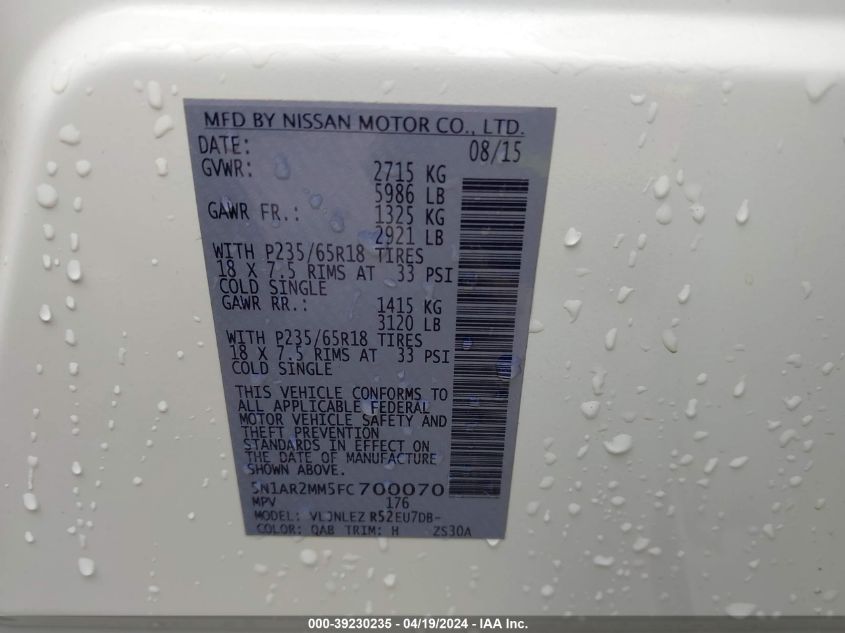 MFD BY NISSAN MOTOR CO., LTD.
DATE: 08/15
GVWR: 2715 KG
5986 LB
GAWR FR.: 1325 KG
2921 LB
WITH P235/65R18 TIRES
18 X 7.5 RIMS AT 33 PSI
COLD SINGLE
GAWR RR.: 1415 KG
3120 LB
WITH P235/65R18 TIRES
18 X 7.5 RIMS AT 33 PSI
COLD SINGLE
THIS VEHICLE CONFORMS TO
ALL APPLICABLE FEDERAL
MOTOR VEHICLE SAFETY AND
THEFT PREVENTION
STANDARDS IN EFFECT ON
THE DATE OF MANUFACTURE
SHOWN ABOVE.
5N1AR2MM5FC700070
MPV 176
MODEL: VLJNLEZ R52EU7DB-
COLOR: QAB TRIM: H ZS30A
000-39230235 - 04/19/2024 - IAA Inc.